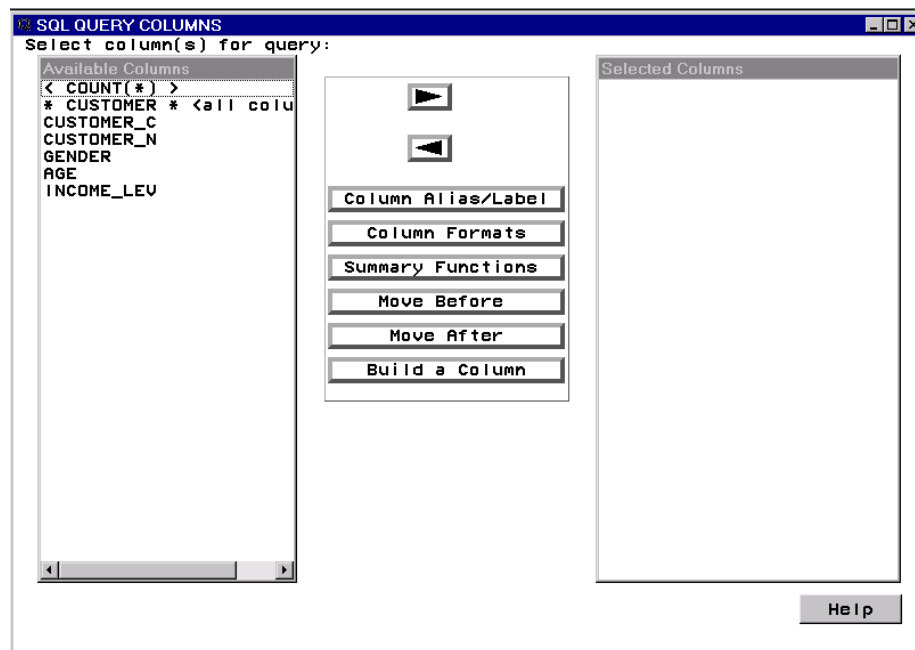 SQL QUERY COLUMNS
Select column(s) for query:
Available Columns
< COUNT(*) >
* CUSTOMER * <all colu
CUSTOMER_C
CUSTOMER_N
GENDER
AGE
INCOME_LEV
Column Alias/Label
Column Formats
Summary Functions
Move Before
Move After
Build a Column
Selected Columns
Help